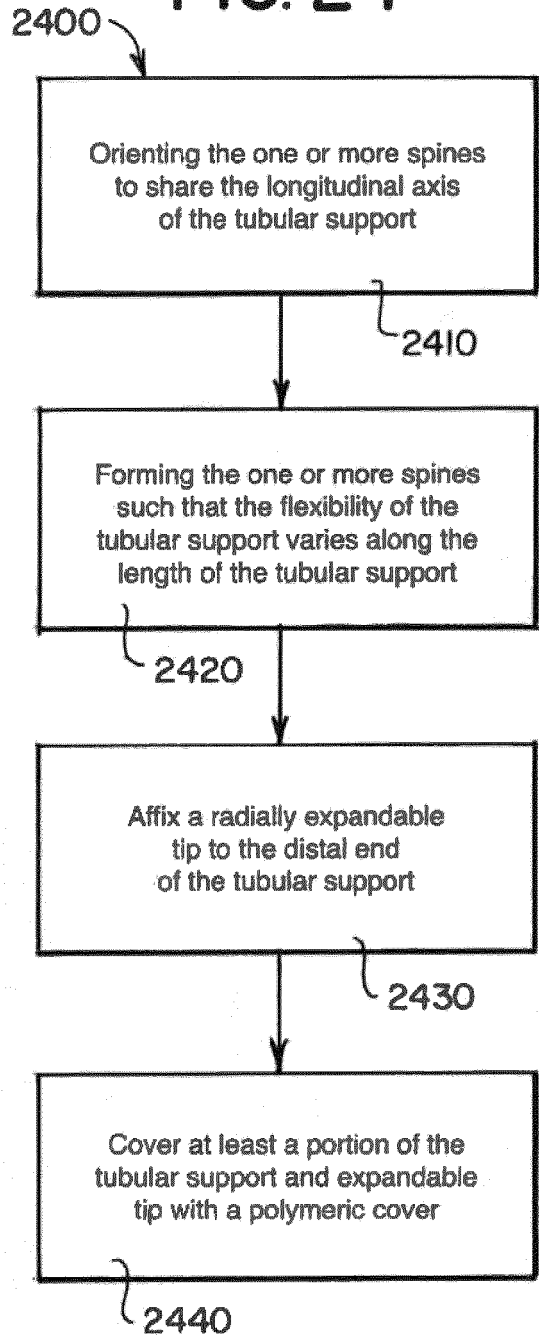 FIG. 24
2400
Orienting the one or more spines
to share the longitudinal axis
of the tubular support
2410
Forming the one or more spines
such that the flexibility of the
tubular support varies along the
length of the tubular support
2420
Affix a radially expandable
tip to the distal end
of the tubular support
2430
Cover at least a portion of the
tubular support and expandable
tip with a polymeric cover
2440